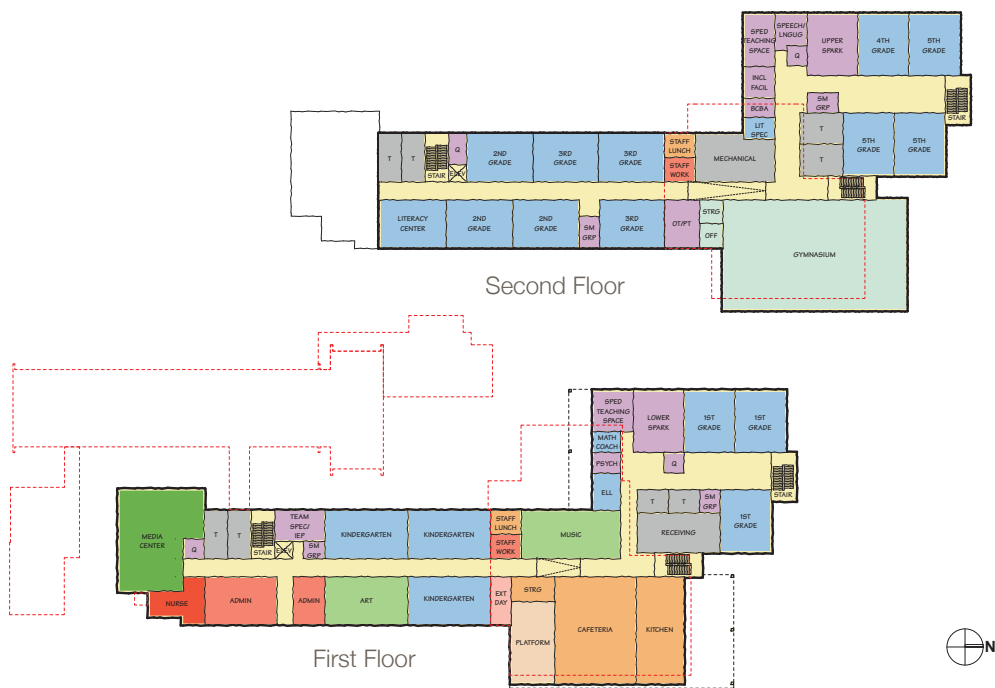 SPED
TEACHING
SPACE
SPEECH/
LNGUG
Q
UPPER
SPARK
4TH
GRADE
5TH
GRADE
INCL
FACIL
BCBA
LIT
SPEC
SM
GRP
T
T
5TH
GRADE
5TH
GRADE
STAIR
T
T
STAIR
Q
ELEV
2ND
GRADE
3RD
GRADE
3RD
GRADE
STAFF
LUNCH
STAFF
WORK
MECHANICAL
LITERACY
CENTER
2ND
GRADE
2ND
GRADE
SM
GRP
3RD
GRADE
OT/PT
STRG
OFF
GYMNASIUM
Second Floor
SPED
TEACHING
SPACE
LOWER
SPARK
1ST
GRADE
1ST
GRADE
MATH
COACH
PSYCH
ELL
Q
T
T
SM
GRP
1ST
GRADE
STAIR
RECEIVING
MEDIA
CENTER
Q
T
T
STAIR
TEAM
SPEC/
IEP
ELEV
SM
GRP
KINDERGARTEN
KINDERGARTEN
STAFF
LUNCH
STAFF
WORK
MUSIC
NURSE
ADMIN
ADMIN
ART
KINDERGARTEN
EXT
DAY
STRG
PLATFORM
CAFETERIA
KITCHEN
First Floor
N